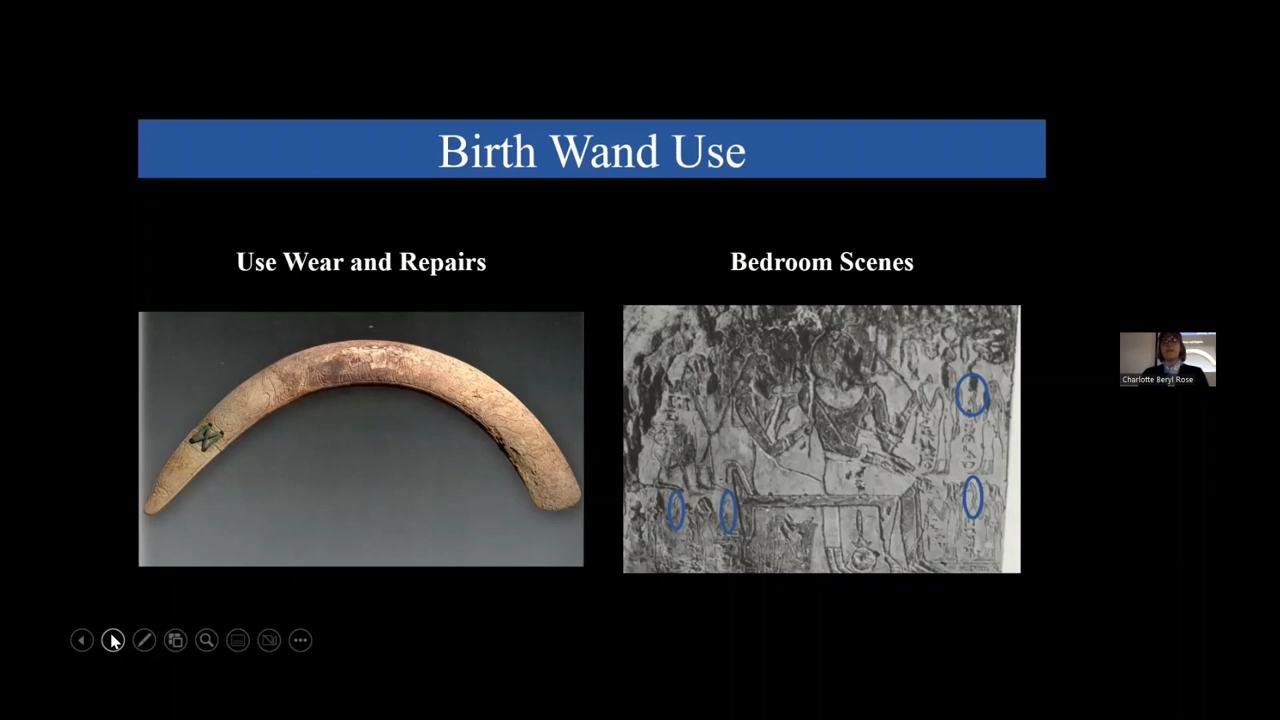 Birth Wand Use
Use Wear and Repairs
Bedroom Scenes
Charlotte Beryl Rose